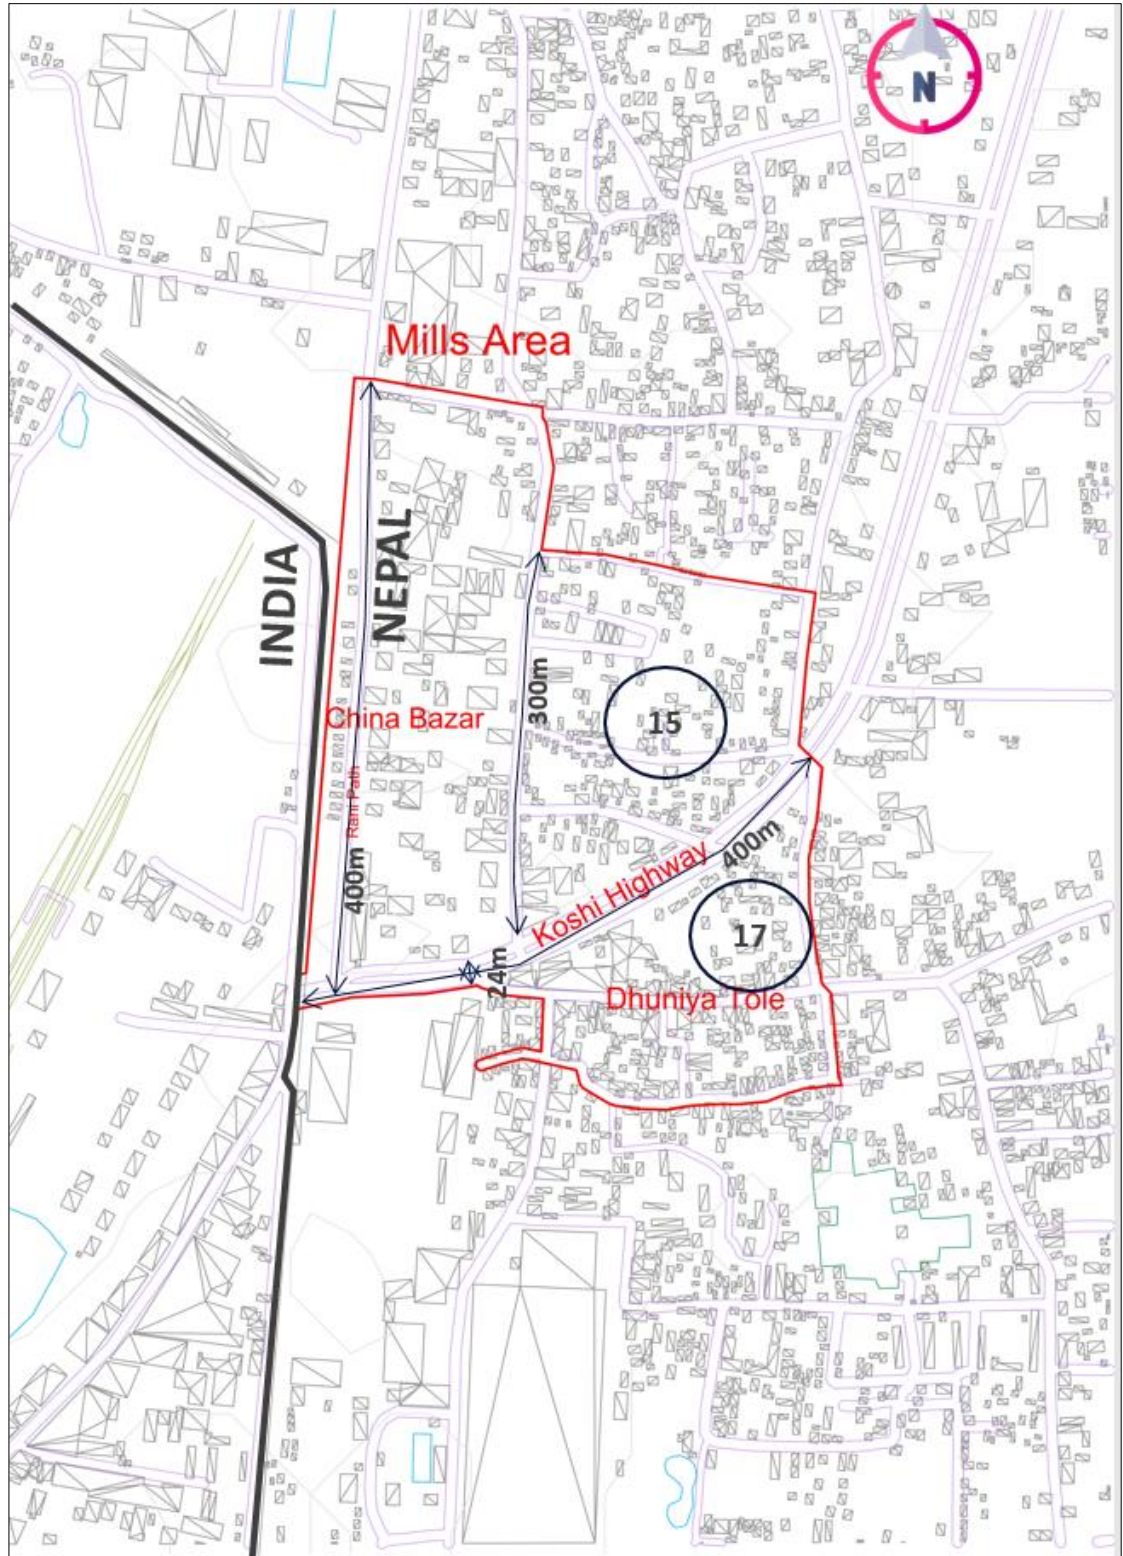 N
Mills Area
INDIA
NEPAL
300m
15
China Bazar
Rani Path
400m
400m
Koshi Highway
17
24m
Dhuniya Tole